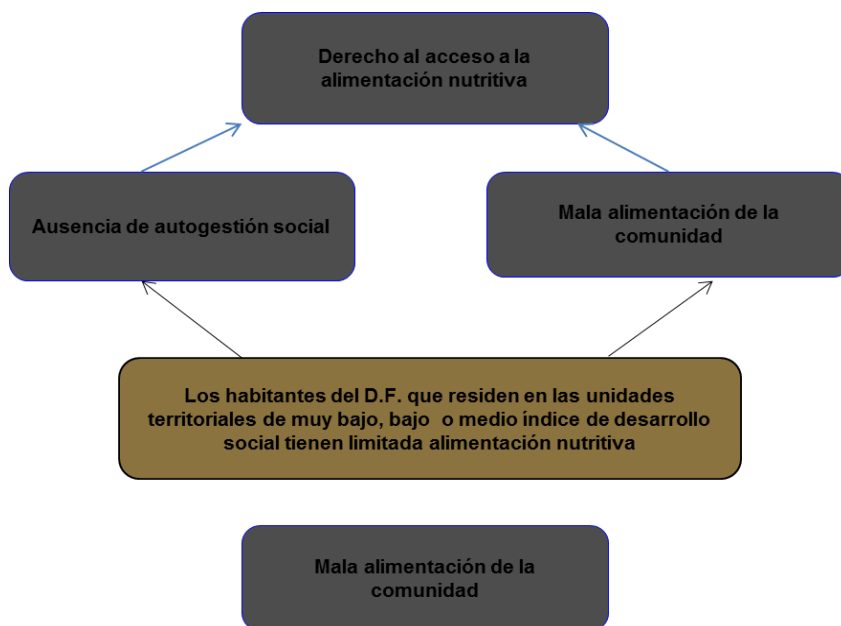 Derecho al acceso a la
alimentación nutritiva
Ausencia de autogestión social
Mala alimentación de la
comunidad
Los habitantes del D.F. que residen en las unidades
territoriales de muy bajo, bajo  o medio índice de desarrollo
social tienen limitada alimentación nutritiva
Mala alimentación de la
comunidad